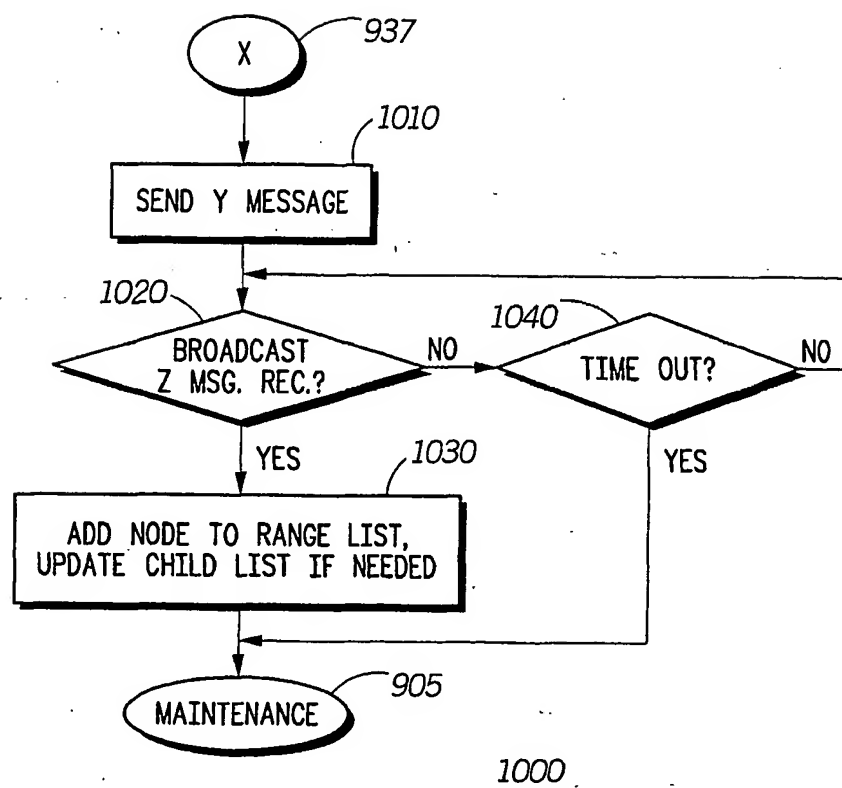 X
937
1010
SEND Y MESSAGE
1020
BROADCAST
Z MSG. REC.?
NO
1040
TIME OUT?
NO
YES
YES
1030
ADD NODE TO RANGE LIST,
UPDATE CHILD LIST IF NEEDED
MAINTENANCE
905
1000